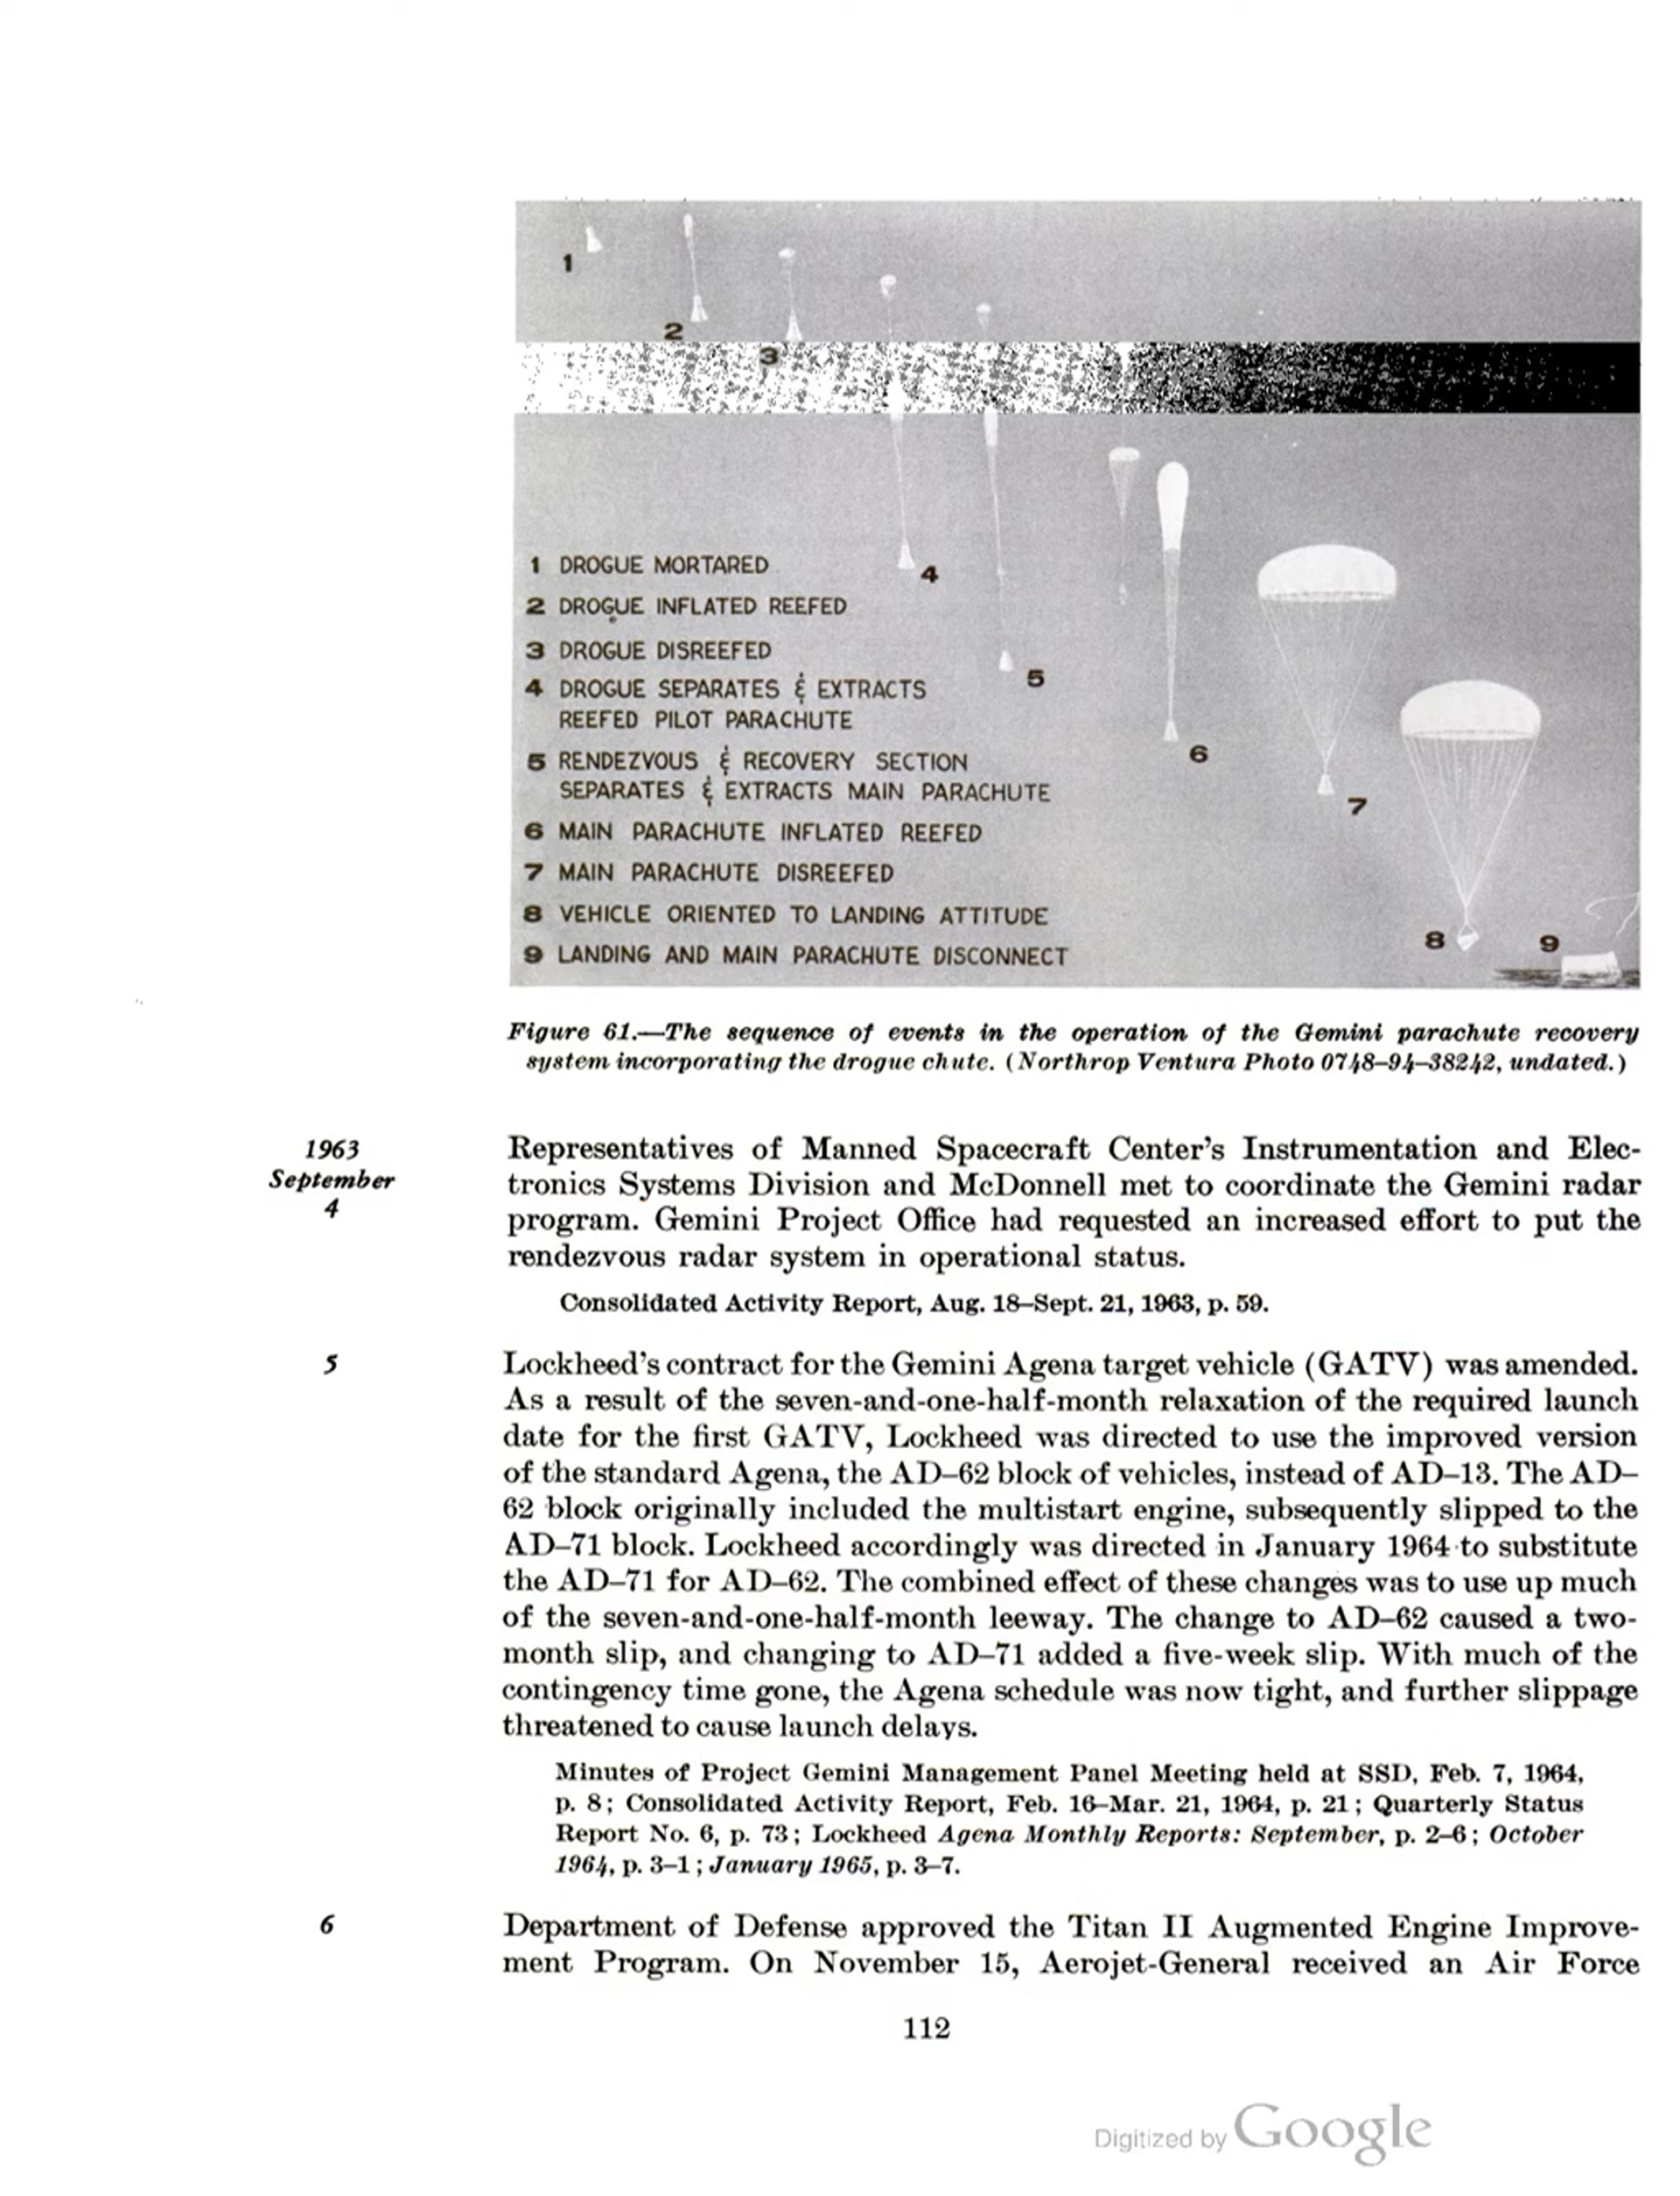 1
2
3
4
5
6
7
8
9
1 DROGUE MORTARED
2 DROGUE INFLATED REEFED
3 DROGUE DISREEFED
4 DROGUE SEPARATES & EXTRACTS
REEFED PILOT PARACHUTE
5 RENDEZVOUS & RECOVERY SECTION
SEPARATES & EXTRACTS MAIN PARACHUTE
6 MAIN PARACHUTE INFLATED REEFED
7 MAIN PARACHUTE DISREEFED
8 VEHICLE ORIENTED TO LANDING ATTITUDE
9 LANDING AND MAIN PARACHUTE DISCONNECT
Figure 61.—The sequence of events in the operation of the Gemini parachute recovery
system incorporating the drogue chute. (Northrop Ventura Photo 0748–94–38242, undated.)
1963
September
4
Representatives of Manned Spacecraft Center's Instrumentation and Elec-
tronics Systems Division and McDonnell met to coordinate the Gemini radar
program. Gemini Project Office had requested an increased effort to put the
rendezvous radar system in operational status.
Consolidated Activity Report, Aug. 18–Sept. 21, 1963, p. 59.
5
Lockheed's contract for the Gemini Agena target vehicle (GATV) was amended.
As a result of the seven-and-one-half-month relaxation of the required launch
date for the first GATV, Lockheed was directed to use the improved version
of the standard Agena, the AD–62 block of vehicles, instead of AD–13. The AD–
62 block originally included the multistart engine, subsequently slipped to the
AD–71 block. Lockheed accordingly was directed in January 1964 to substitute
the AD–71 for AD–62. The combined effect of these changes was to use up much
of the seven-and-one-half-month leeway. The change to AD–62 caused a two-
month slip, and changing to AD–71 added a five-week slip. With much of the
contingency time gone, the Agena schedule was now tight, and further slippage
threatened to cause launch delays.
Minutes of Project Gemini Management Panel Meeting held at SSD, Feb. 7, 1964,
p. 8; Consolidated Activity Report, Feb. 16–Mar. 21, 1964, p. 21; Quarterly Status
Report No. 6, p. 73; Lockheed Agena Monthly Reports: September, p. 2–6; October
1964, p. 3–1; January 1965, p. 3–7.
6
Department of Defense approved the Titan II Augmented Engine Improve-
ment Program. On November 15, Aerojet-General received an Air Force
112
Digitized by Google